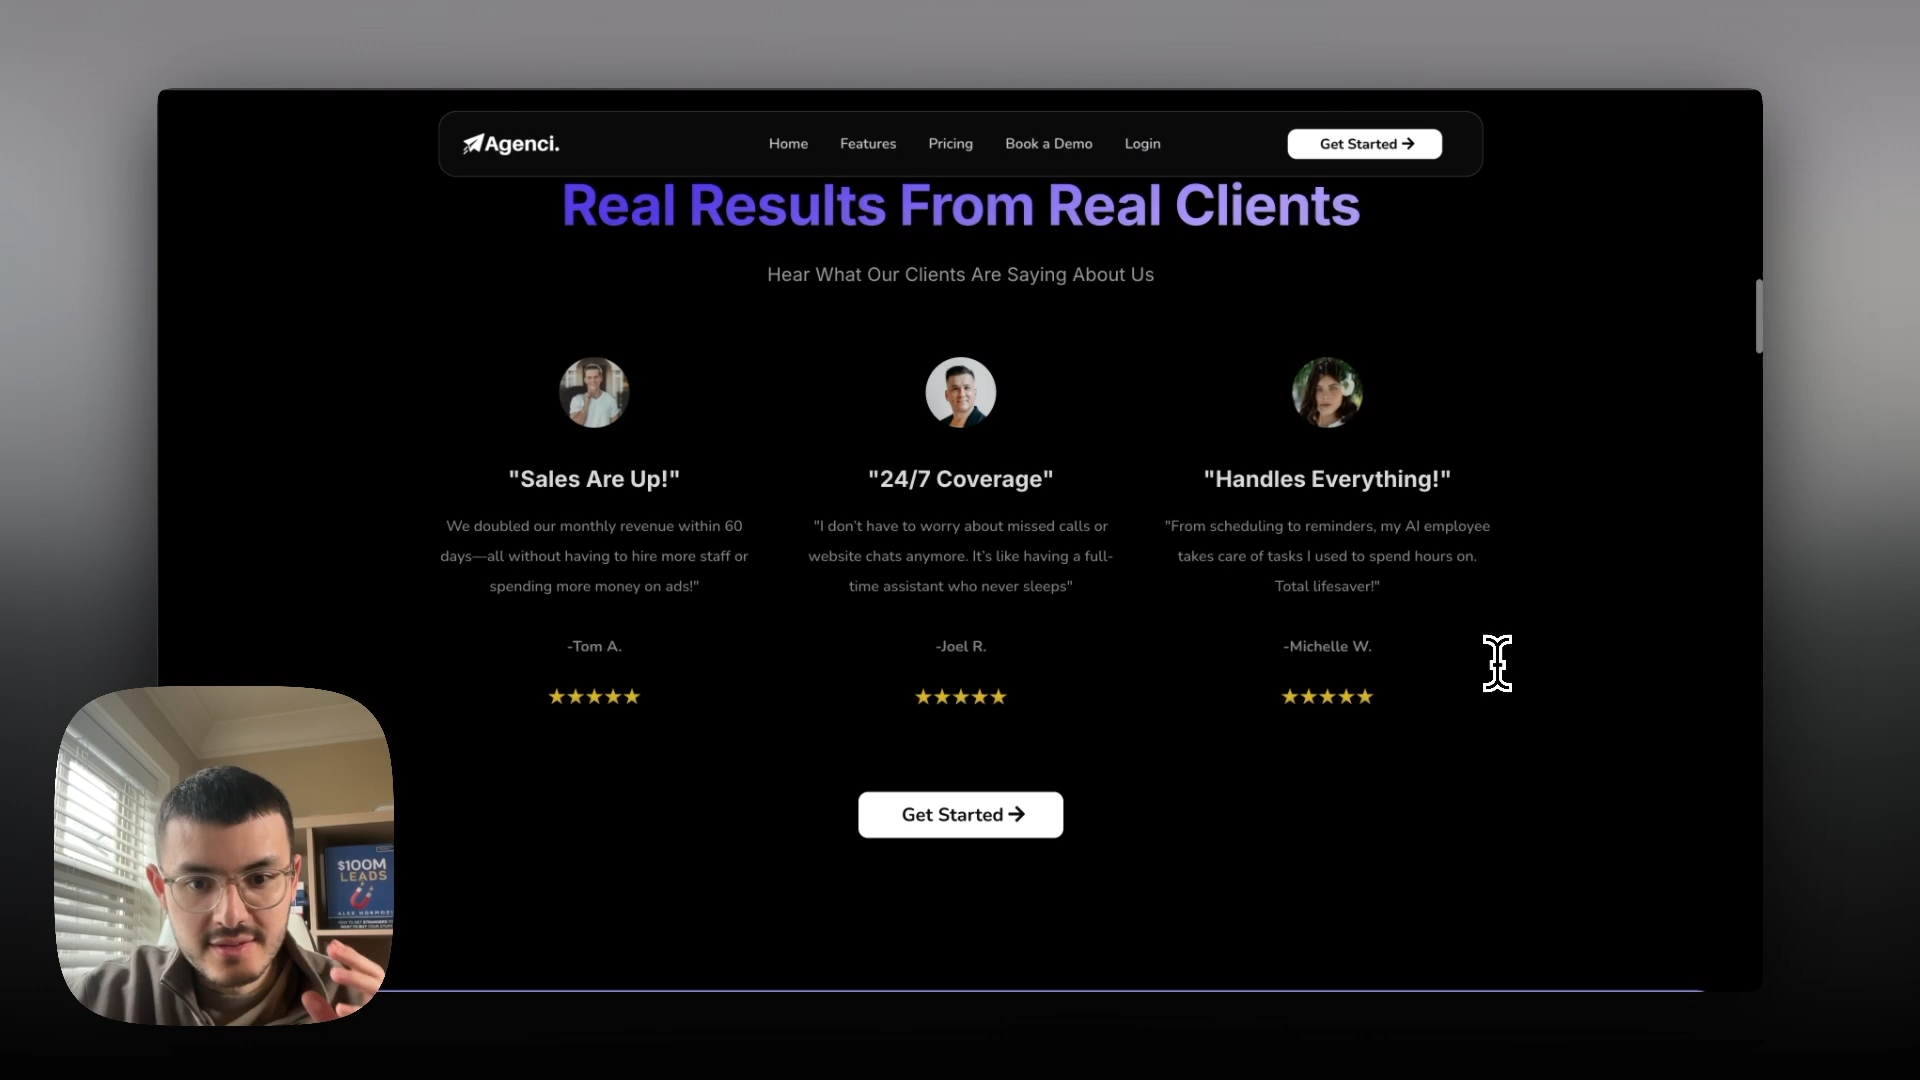 Agenci.
Home
Features
Pricing
Book a Demo
Login
Get Started →
Real Results From Real Clients
Hear What Our Clients Are Saying About Us
"Sales Are Up!"
We doubled our monthly revenue within 60
days—all without having to hire more staff or
spending more money on ads!"
-Tom A.
★★★★★
"24/7 Coverage"
"I don't have to worry about missed calls or
website chats anymore. It's like having a full-
time assistant who never sleeps"
-Joel R.
★★★★★
"Handles Everything!"
"From scheduling to reminders, my AI employee
takes care of tasks I used to spend hours on.
Total lifesaver!"
-Michelle W.
★★★★★
Get Started →
$100M
LEADS